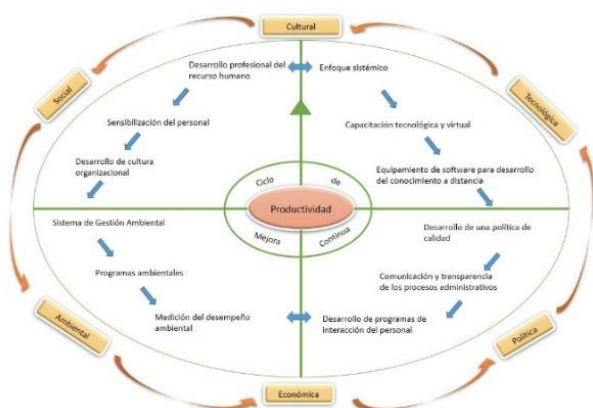 Cultural
Desarrollo profesional del
recurso humano
Enfoque sistémico
Social
Tecnológica
Sensibilización del personal
Capacitación tecnológica y virtual
Desarrollo de cultura
organizacional
Equipamiento de software para desarrollo
del conocimiento a distancia
Ciclo
de
Productividad
Mejora
Continua
Sistema de Gestión Ambiental
Desarrollo de una política de
calidad
Programas ambientales
Comunicación y transparencia
de los procesos administrativos
Medición del desempeño
ambiental
Desarrollo de programas de
interacción del personal
Ambiental
Política
Económica